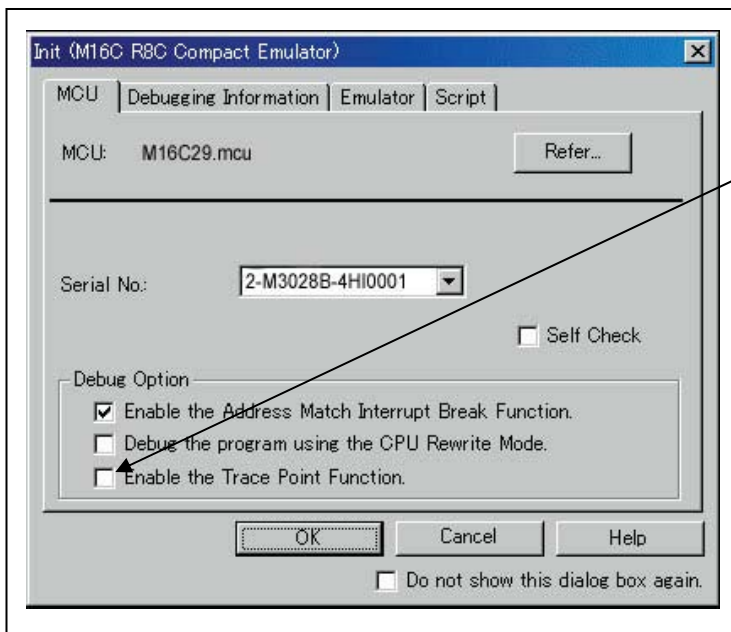 Init (M16C R8C Compact Emulator)
MCU Debugging Information Emulator Script
MCU: M16C29.mcu Refer...
Serial No.: 2-M3028B-4HI0001
Self Check
Debug Option
Enable the Address Match Interrupt Break Function.
Debug the program using the CPU Rewrite Mode.
Enable the Trace Point Function.
OK Cancel Help
Do not show this dialog box again.